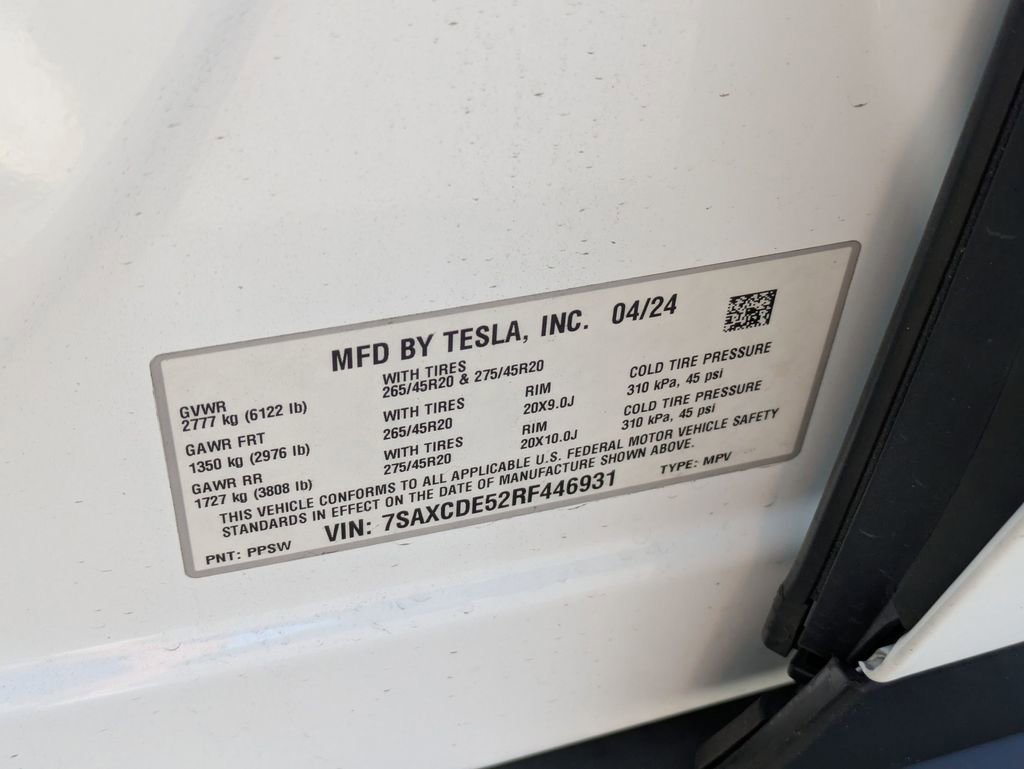 MFD BY TESLA, INC. 04/24
GVWR
2777 kg (6122 lb)
WITH TIRES
265/45R20 & 275/45R20
GAWR FRT
1350 kg (2976 lb)
WITH TIRES
265/45R20
RIM
20X9.0J
COLD TIRE PRESSURE
310 kPa, 45 psi
GAWR RR
1727 kg (3808 lb)
WITH TIRES
275/45R20
RIM
20X10.0J
COLD TIRE PRESSURE
310 kPa, 45 psi
THIS VEHICLE CONFORMS TO ALL APPLICABLE U.S. FEDERAL MOTOR VEHICLE SAFETY
STANDARDS IN EFFECT ON THE DATE OF MANUFACTURE SHOWN ABOVE.
PNT: PPSW VIN: 7SAXCDE52RF446931 TYPE: MPV